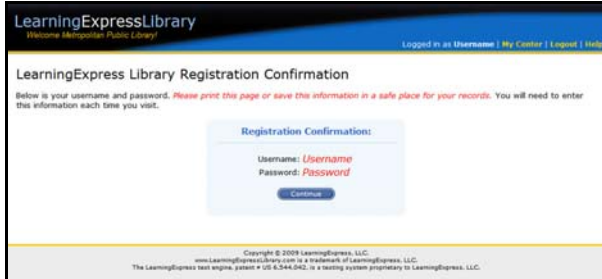 LearningExpressLibrary
Welcome Metropolitan Public Library!
Logged in as Username | My Center | Logout | Help
LearningExpress Library Registration Confirmation
Below is your username and password. Please print this page or save this information in a safe place for your records. You will need to enter
this information each time you visit.
Registration Confirmation:
Username: Username
Password: Password
Continue
Copyright © 2009 LearningExpress, LLC.
www.LearningExpressLibrary.com is a trademark of LearningExpress, LLC.
The LearningExpress test engine, patent # US 6,544,042, is a testing system proprietary to LearningExpress, LLC.